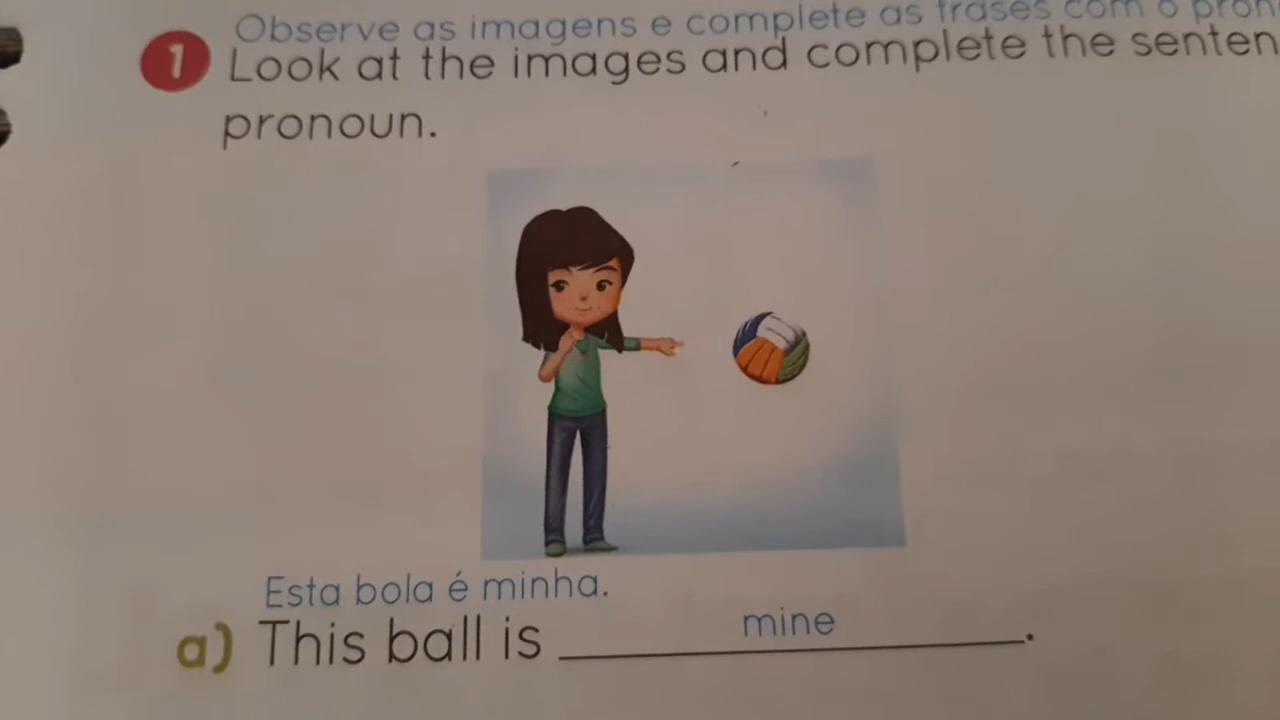 Observe as imagens e complete as frases com o pron
1 Look at the images and complete the senten
pronoun.
Esta bola é minha.
a) This ball is mine.